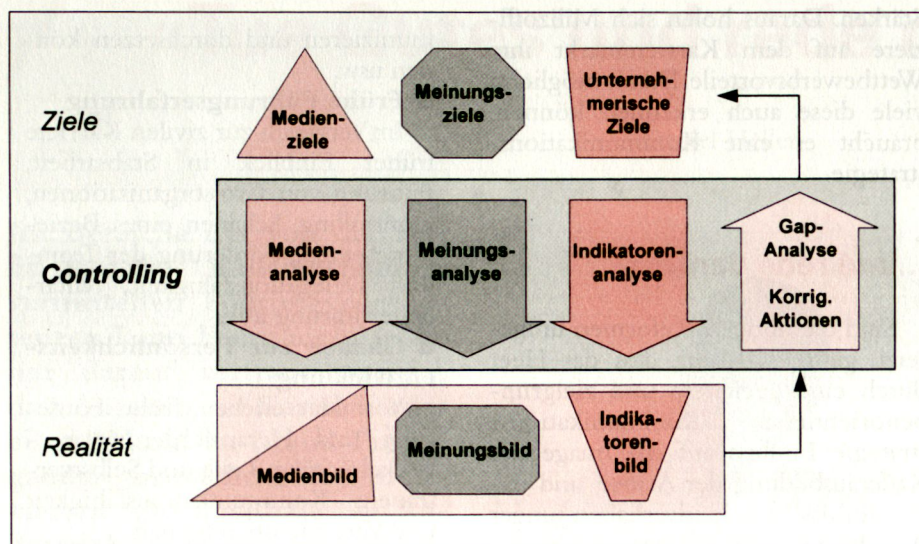 Ziele
Medien-
ziele
Meinungs-
ziele
Unterneh-
merische
Ziele
Controlling
Medien-
analyse
Meinungs-
analyse
Indikatoren-
analyse
Gap-
Analyse
Korrig.
Aktionen
Realität
Medienbild
Meinungsbild
Indika-
toren-
bild